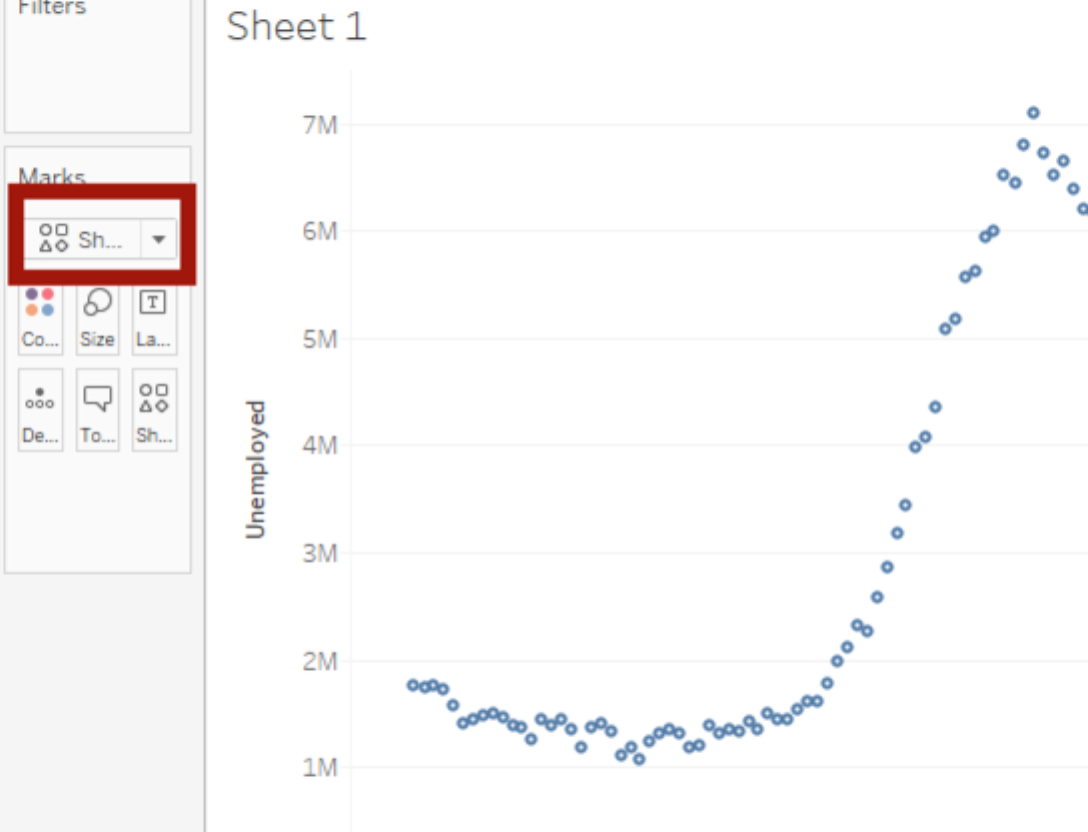 Filters
Sheet 1
Marks
Sh...
Co...
Size
La...
De...
To...
Sh...
T
Unemployed
7M
6M
5M
4M
3M
2M
1M